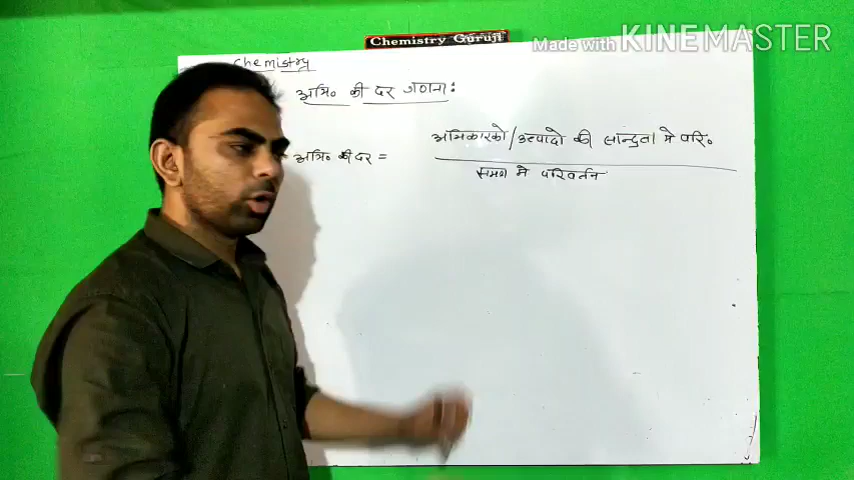 Chemistry Guruji
Made with KINEMASTER
Chemistry
अभि० की दर गणना:
अभि० की दर = अभिकारको/उत्पादो की सान्द्रता मे परि०
समय मे परिवर्तन